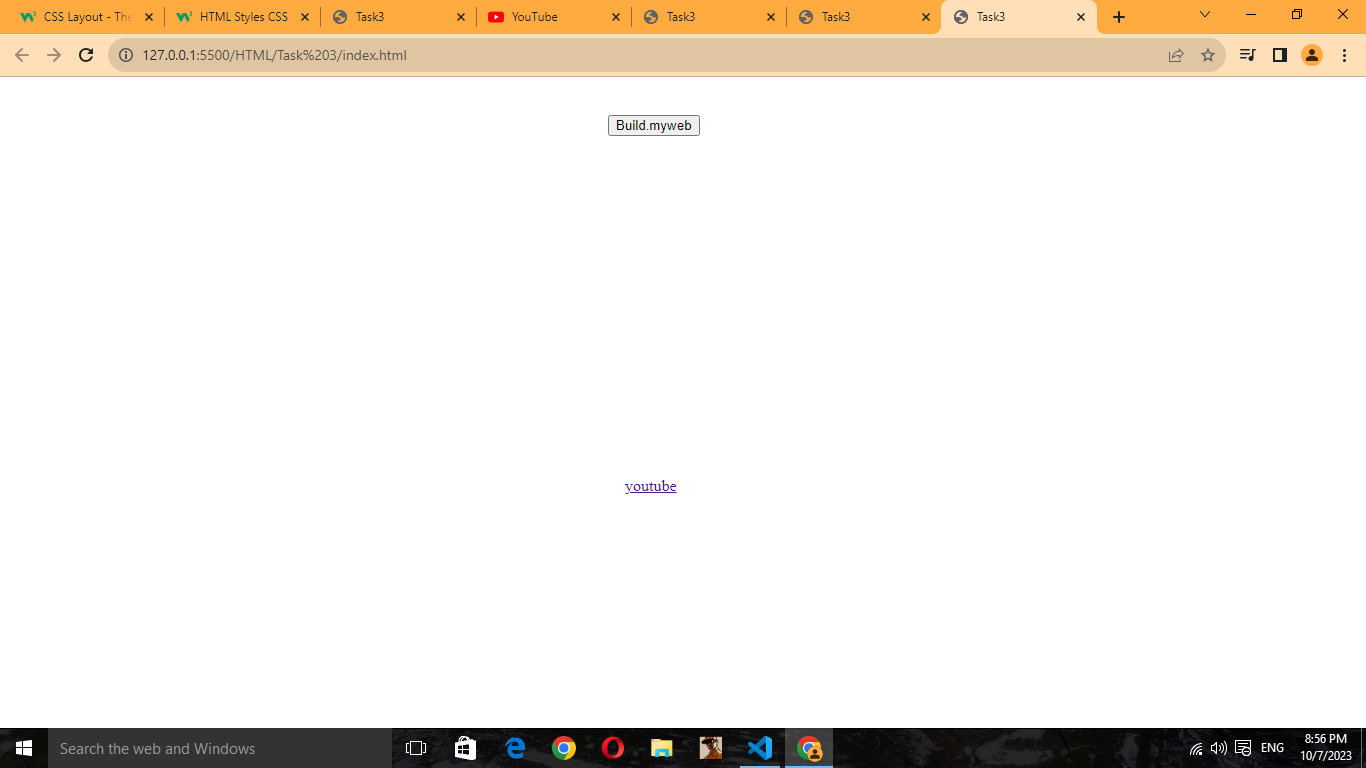 CSS Layout - The
HTML Styles CSS
Task3
YouTube
Task3
Task3
Task3
127.0.0.1:5500/HTML/Task%203/index.html
Build.myweb
youtube
Search the web and Windows
ENG
8:56 PM
10/7/2023